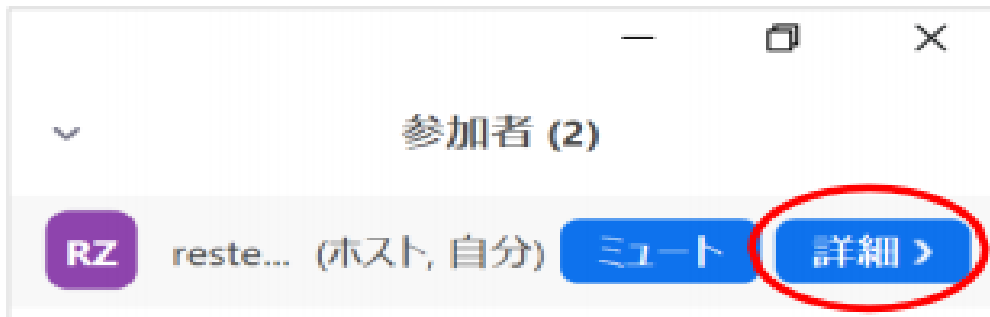 参加者 (2)
RZ reste... (ホスト, 自分) ミュート 詳細 >